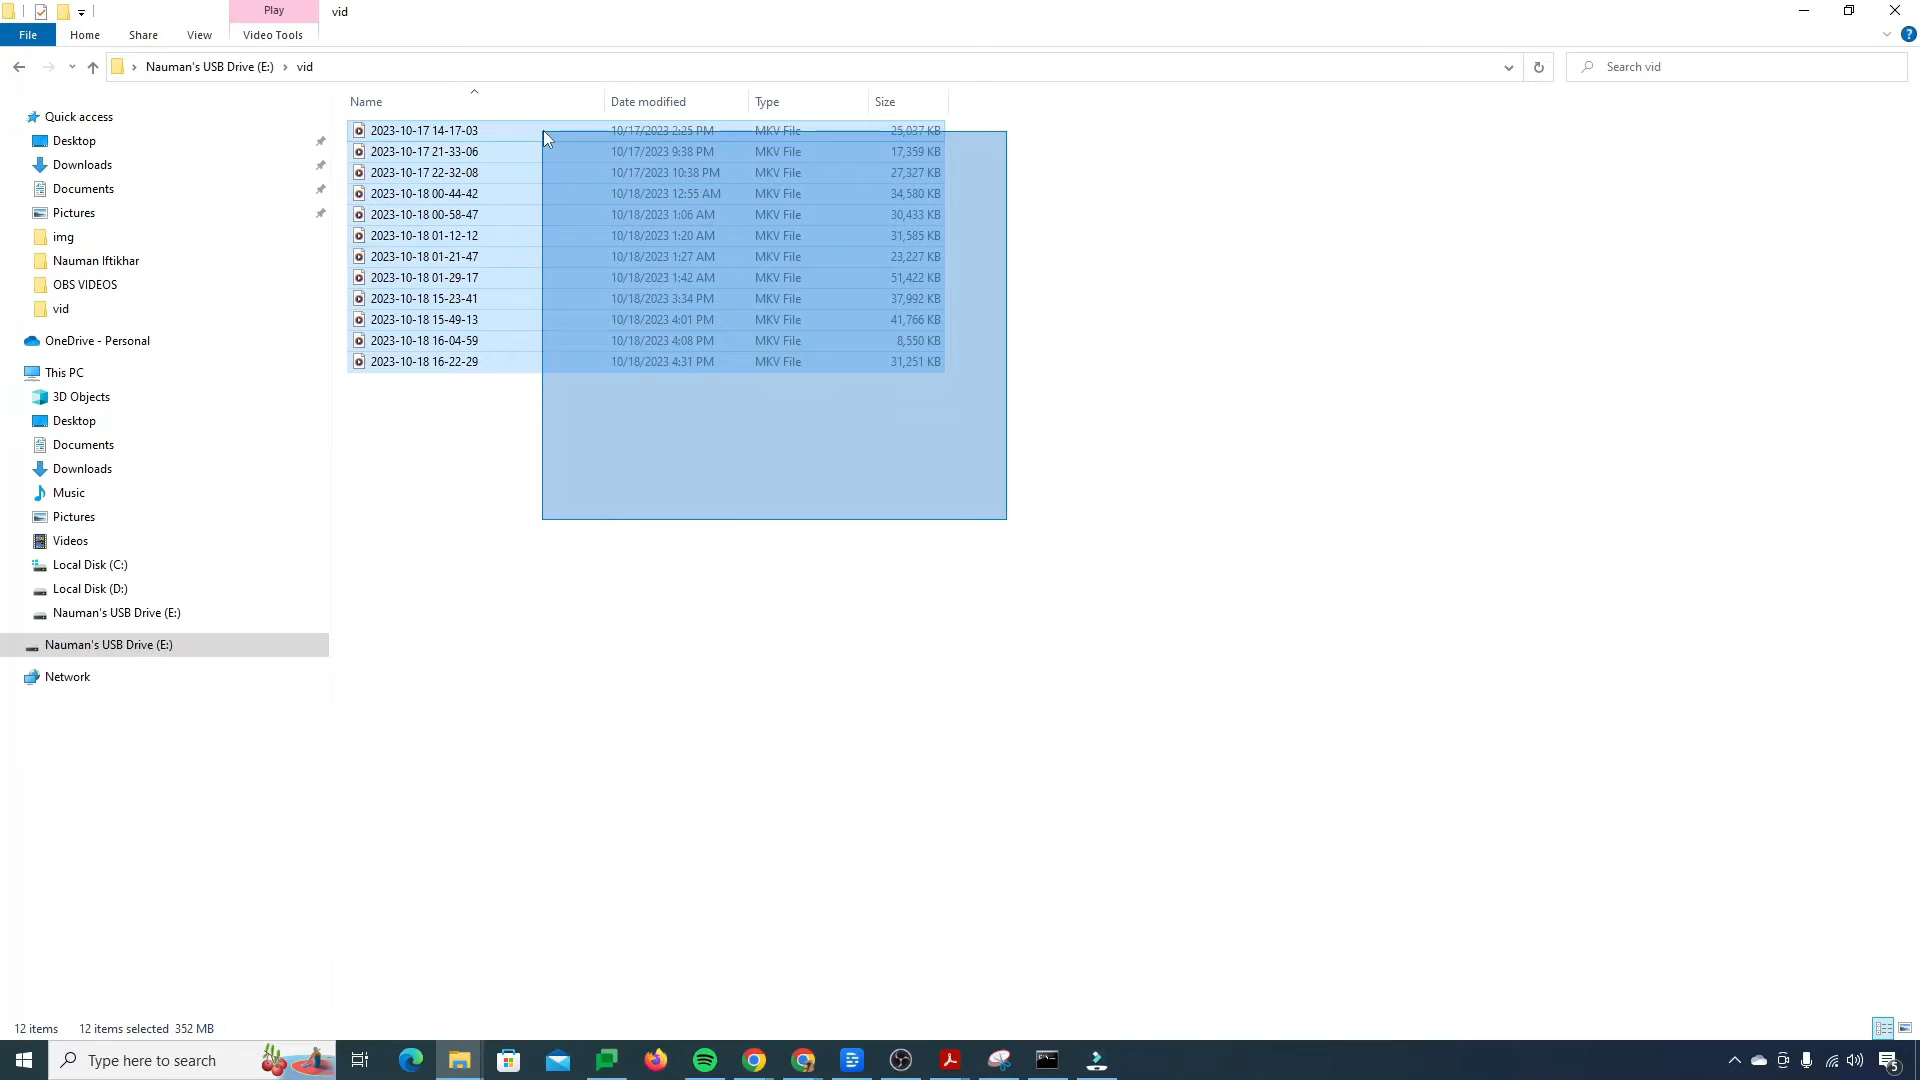 Play vid
File Home Share View Video Tools
Nauman's USB Drive (E:) › vid Search vid
Name Date modified Type Size
2023-10-17 14-17-03 10/17/2023 2:25 PM MKV File 25,037 KB
2023-10-17 21-33-06 10/17/2023 9:38 PM MKV File 17,359 KB
2023-10-17 22-32-08 10/17/2023 10:38 PM MKV File 27,327 KB
2023-10-18 00-44-42 10/18/2023 12:55 AM MKV File 34,580 KB
2023-10-18 00-58-47 10/18/2023 1:06 AM MKV File 30,433 KB
2023-10-18 01-12-12 10/18/2023 1:20 AM MKV File 31,585 KB
2023-10-18 01-21-47 10/18/2023 1:27 AM MKV File 23,227 KB
2023-10-18 01-29-17 10/18/2023 1:42 AM MKV File 51,422 KB
2023-10-18 15-23-41 10/18/2023 3:34 PM MKV File 37,992 KB
2023-10-18 15-49-13 10/18/2023 4:01 PM MKV File 41,766 KB
2023-10-18 16-04-59 10/18/2023 4:08 PM MKV File 8,550 KB
2023-10-18 16-22-29 10/18/2023 4:31 PM MKV File 31,251 KB
Quick access
Desktop
Downloads
Documents
Pictures
img
Nauman Iftikhar
OBS VIDEOS
vid
OneDrive - Personal
This PC
3D Objects
Desktop
Documents
Downloads
Music
Pictures
Videos
Local Disk (C:)
Local Disk (D:)
Nauman's USB Drive (E:)
Nauman's USB Drive (E:)
Network
12 items 12 items selected 352 MB
Type here to search 5